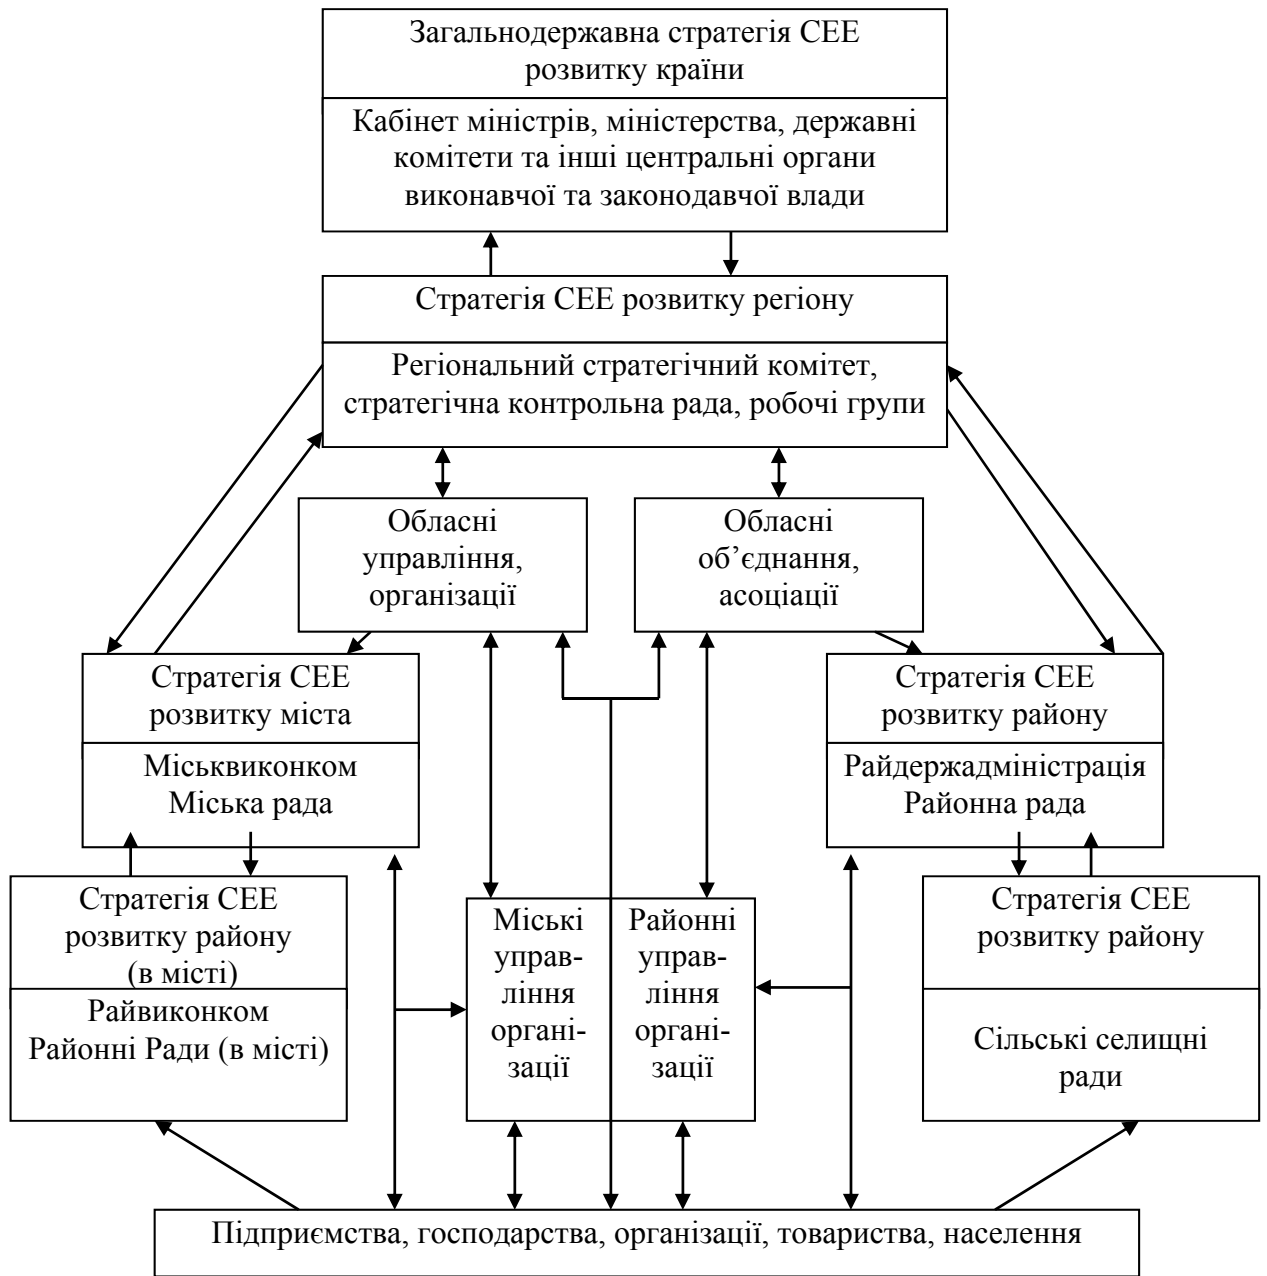 Загальнодержавна стратегія СЕЕ
розвитку країни
Кабінет міністрів, міністерства, державні
комітети та інші центральні органи
виконавчої та законодавчої влади
Стратегія СЕЕ розвитку регіону
Регіональний стратегічний комітет,
стратегічна контрольна рада, робочі групи
Обласні
управління,
організації
Обласні
об’єднання,
асоціації
Стратегія СЕЕ
розвитку міста
Міськвиконком
Міська рада
Стратегія СЕЕ
розвитку району
Райдержадміністрація
Районна рада
Стратегія СЕЕ
розвитку району
(в місті)
Райвиконком
Районні Ради (в місті)
Міські
управ-
ління
органі-
зації
Районні
управ-
ління
органі-
зації
Стратегія СЕЕ
розвитку району
Сільські селищні
ради
Підприємства, господарства, організації, товариства, населення